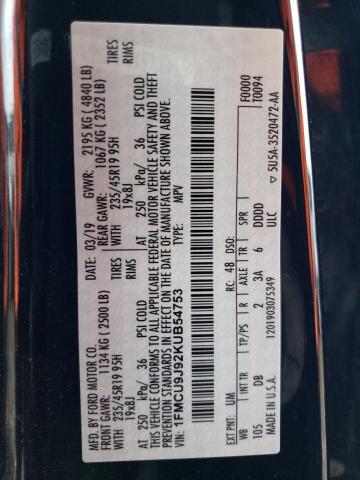 MFD. BY FORD MOTOR CO.
DATE: 03/19 GVWR: 2195 KG ( 4840 LB)
FRONT GAWR: 1134 KG ( 2500 LB) REAR GAWR: 1067 KG ( 2352 LB)
WITH 235/45R19 95H TIRES WITH 235/45R19 95H TIRES
19x8J RIMS 19x8J RIMS
AT 250 kPa/ 36 PSI COLD AT 250 kPa/ 36 PSI COLD
THIS VEHICLE CONFORMS TO ALL APPLICABLE FEDERAL MOTOR VEHICLE SAFETY AND THEFT
PREVENTION STANDARDS IN EFFECT ON THE DATE OF MANUFACTURE SHOWN ABOVE.
VIN: 1FMCU9J92KUB54753
TYPE: MPV
F0000
T0094
EXT PNT: UM RC: 48 DSO:
WB INT TR TP/PS R AXLE TR SPR
105 DB 2 3A 6 DDDD
MADE IN U.S.A. 1201903075349 ULC
5U5A-3520472-AA